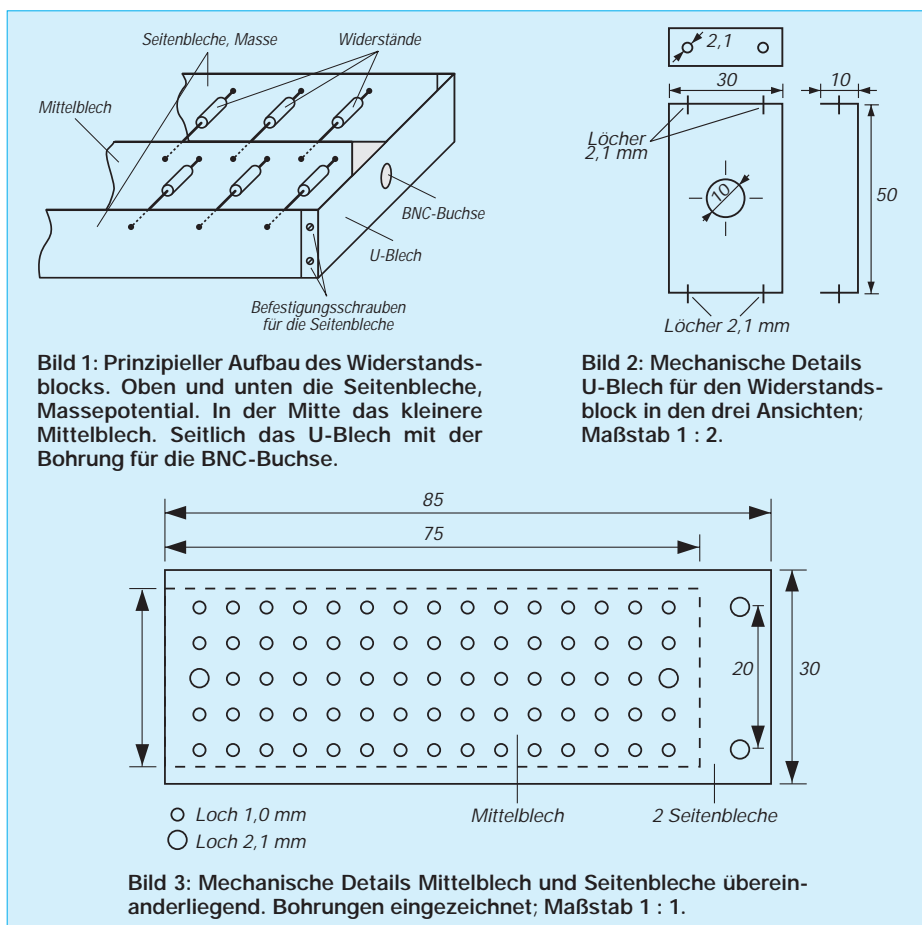 Seitenbleche, Masse
Widerstände
Mittelblech
BNC-Buchse
U-Blech
Befestigungsschrauben
für die Seitenbleche
Bild 1: Prinzipieller Aufbau des Widerstands-
blocks. Oben und unten die Seitenbleche,
Massepotential. In der Mitte das kleinere
Mittelblech. Seitlich das U-Blech mit der
Bohrung für die BNC-Buchse.
2,1
30
10
Löcher
2,1 mm
10
50
Löcher 2,1 mm
Bild 2: Mechanische Details
U-Blech für den Widerstands-
block in den drei Ansichten;
Maßstab 1 : 2.
85
75
20
30
Loch 1,0 mm
Loch 2,1 mm
Mittelblech
2 Seitenbleche
Bild 3: Mechanische Details Mittelblech und Seitenbleche überein-
anderliegend. Bohrungen eingezeichnet; Maßstab 1 : 1.